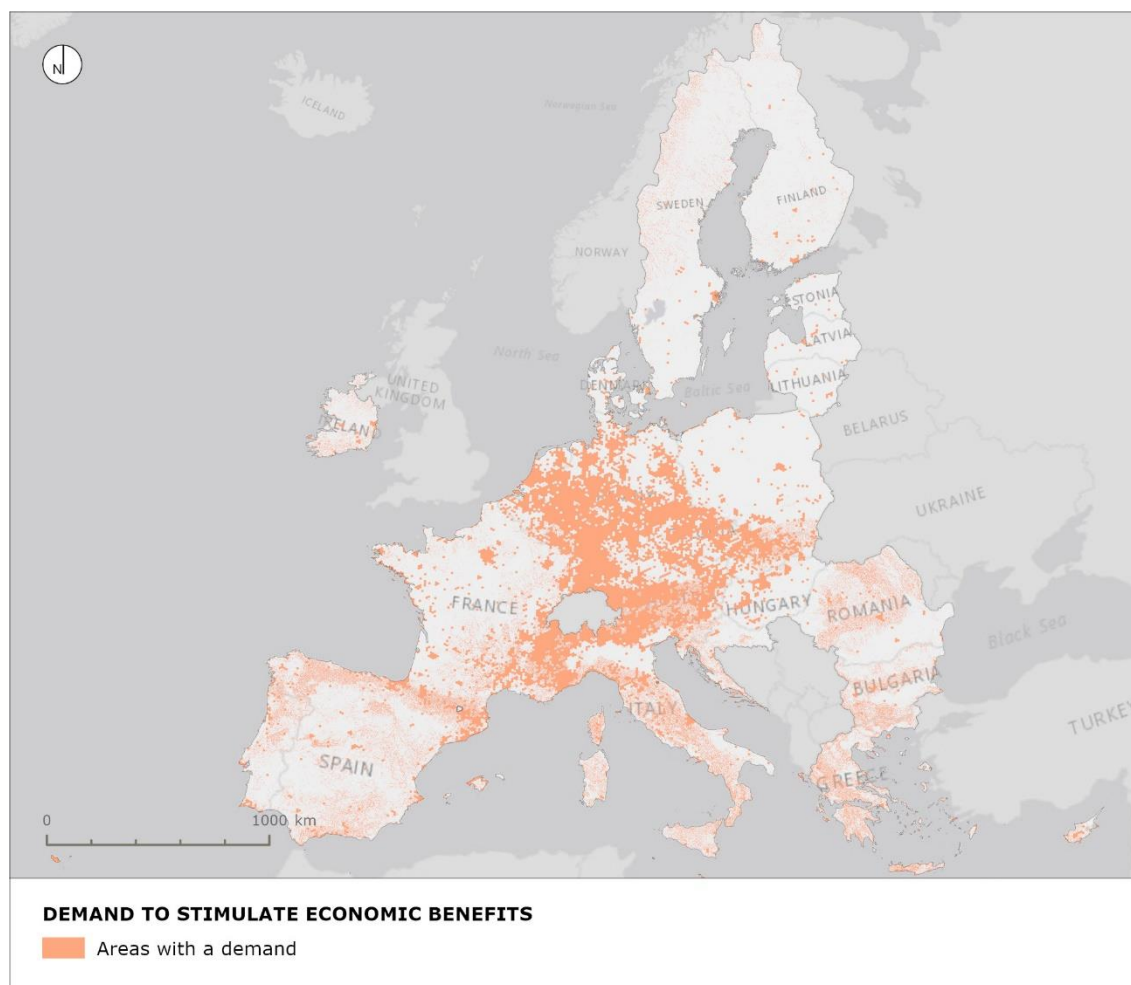 N
ICELAND
Norwegian Sea
SWEDEN
FINLAND
NORWAY
ESTONIA
North Sea
LATVIA
UNITED
KINGDOM
DENMARK
Baltic Sea
LITHUANIA
IRELAND
BELARUS
UKRAINE
FRANCE
HUNGARY
ROMANIA
Black Sea
BULGARIA
ITALY
TURKEY
SPAIN
GREECE
0
1000 km
DEMAND TO STIMULATE ECONOMIC BENEFITS
Areas with a demand